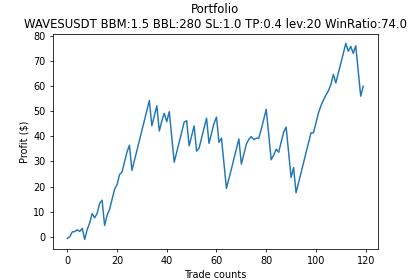 Portfolio
WAVESUSDT BBM:1.5 BBL:280 SL:1.0 TP:0.4 lev:20 WinRatio:74.0
80
70
60
50
40
30
20
10
0
Profit ($)
0 20 40 60 80 100 120
Trade counts